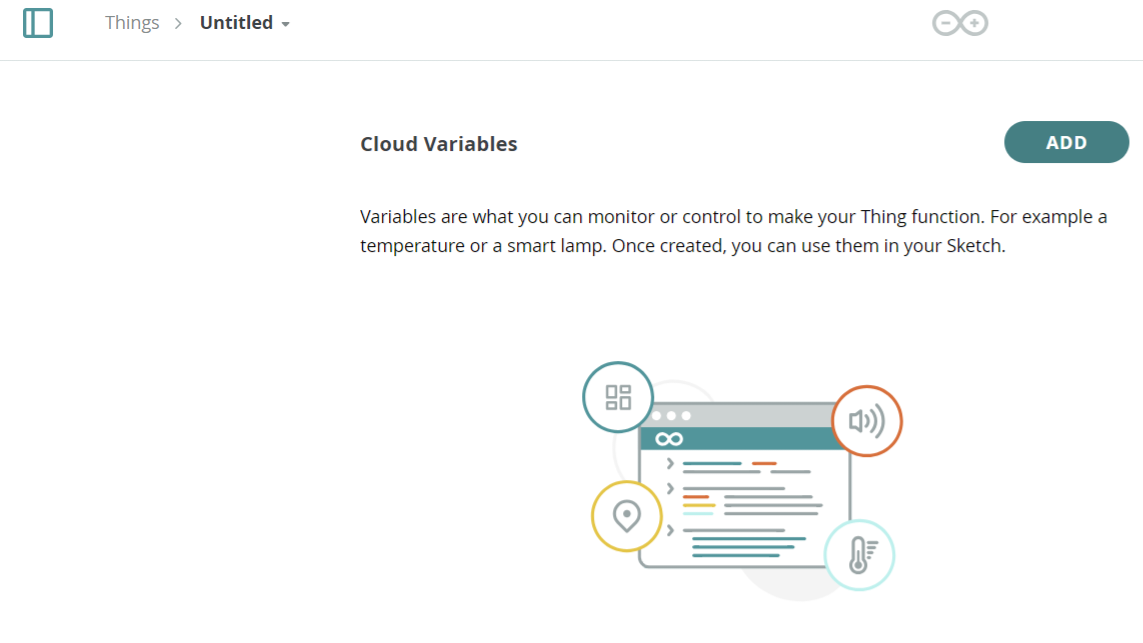 Things > Untitled
Cloud Variables
ADD
Variables are what you can monitor or control to make your Thing function. For example a
temperature or a smart lamp. Once created, you can use them in your Sketch.